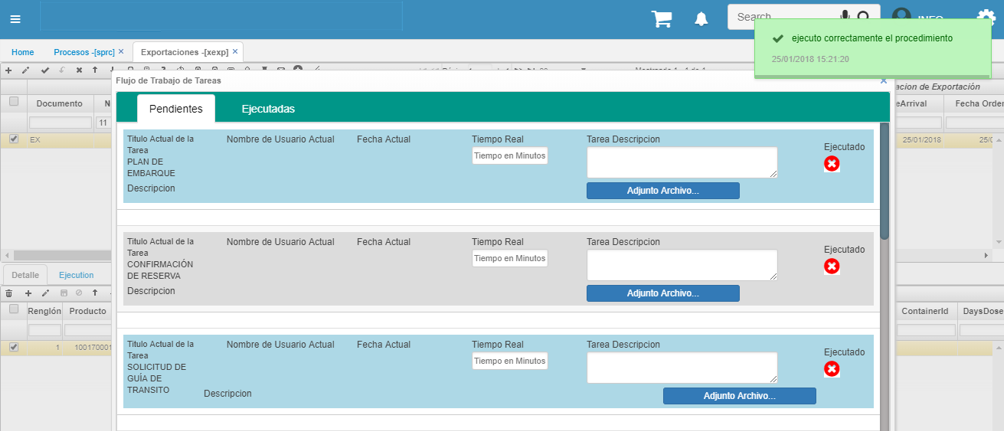 Search
INFO
ejecuto correctamente el procedimiento
25/01/2018 15:21:20
Home
Procesos -[sprc] ×
Exportaciones -[xexp] ×
Flujo de Trabajo de Tareas
×
Pendientes
Ejecutadas
acion de Exportación
Documento
N
eArrival
Fecha Order
11
EX
25/01/2018
25/0
Titulo Actual de la Tarea
PLAN DE EMBARQUE
Nombre de Usuario Actual
Fecha Actual
Tiempo Real
Tiempo en Minutos
Tarea Descripcion
Ejecutado
Descripcion
Adjunto Archivo...
Titulo Actual de la Tarea
CONFIRMACIÓN DE RESERVA
Nombre de Usuario Actual
Fecha Actual
Tiempo Real
Tiempo en Minutos
Tarea Descripcion
Ejecutado
Descripcion
Adjunto Archivo...
Titulo Actual de la Tarea
SOLICITUD DE GUÍA DE TRANSITO
Nombre de Usuario Actual
Fecha Actual
Tiempo Real
Tiempo en Minutos
Tarea Descripcion
Ejecutado
Descripcion
Adjunto Archivo...
Detalle
Ejecution
Renglón
Producto
ContainerId
DaysDose
1
100170001